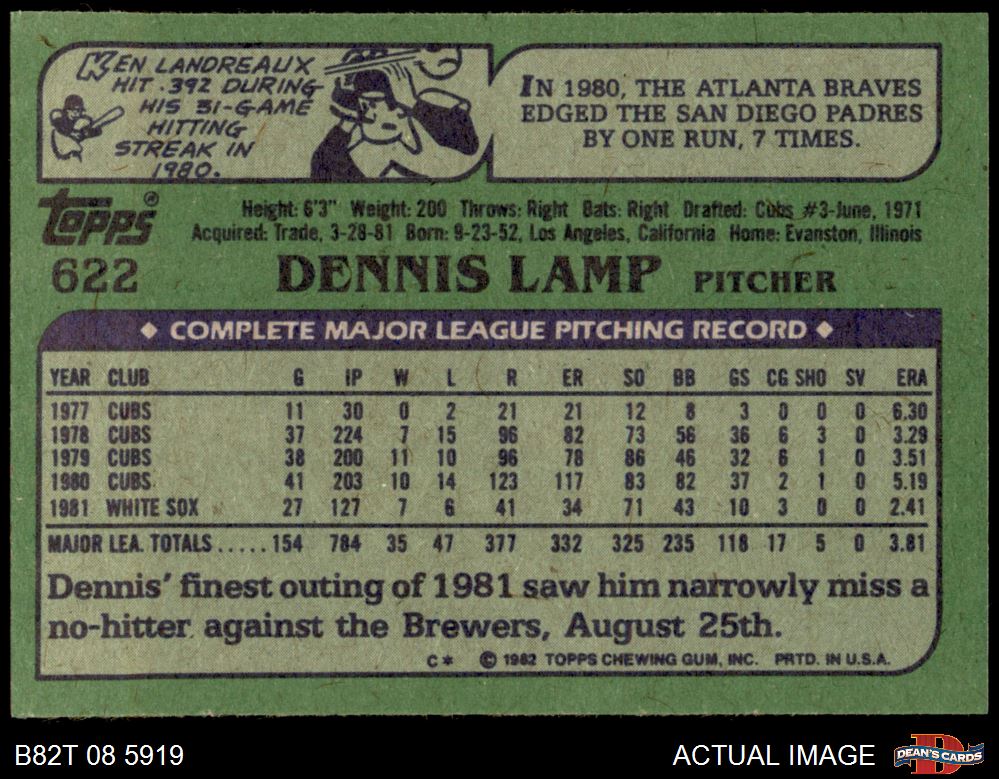 KEN LANDREAUX
HIT .392 DURING
HIS 31-GAME
HITTING
STREAK IN
1980.
IN 1980, THE ATLANTA BRAVES
EDGED THE SAN DIEGO PADRES
BY ONE RUN, 7 TIMES.
TOPPS®
622
Height: 6'3" Weight: 200 Throws: Right Bats: Right Drafted: Cubs #3-June, 1971
Acquired: Trade, 3-28-81 Born: 9-23-52, Los Angeles, California Home: Evanston, Illinois
DENNIS LAMP PITCHER
◆ COMPLETE MAJOR LEAGUE PITCHING RECORD ◆
YEAR CLUB G IP W L R ER SO BB GS CG SHO SV ERA
1977 CUBS 11 30 0 2 21 21 12 8 3 0 0 0 6.30
1978 CUBS 37 224 7 15 96 82 73 56 36 6 3 0 3.29
1979 CUBS 38 200 11 10 96 78 86 46 32 6 1 0 3.51
1980 CUBS 41 203 10 14 123 117 83 82 37 2 1 0 5.19
1981 WHITE SOX 27 127 7 6 41 34 71 43 10 3 0 0 2.41
MAJOR LEA. TOTALS ..... 154 784 35 47 377 332 325 235 118 17 5 0 3.81
Dennis' finest outing of 1981 saw him narrowly miss a
no-hitter against the Brewers, August 25th.
C* © 1982 TOPPS CHEWING GUM, INC. PRTD. IN U.S.A.
B82T 08 5919
ACTUAL IMAGE
DEAN'S CARDS